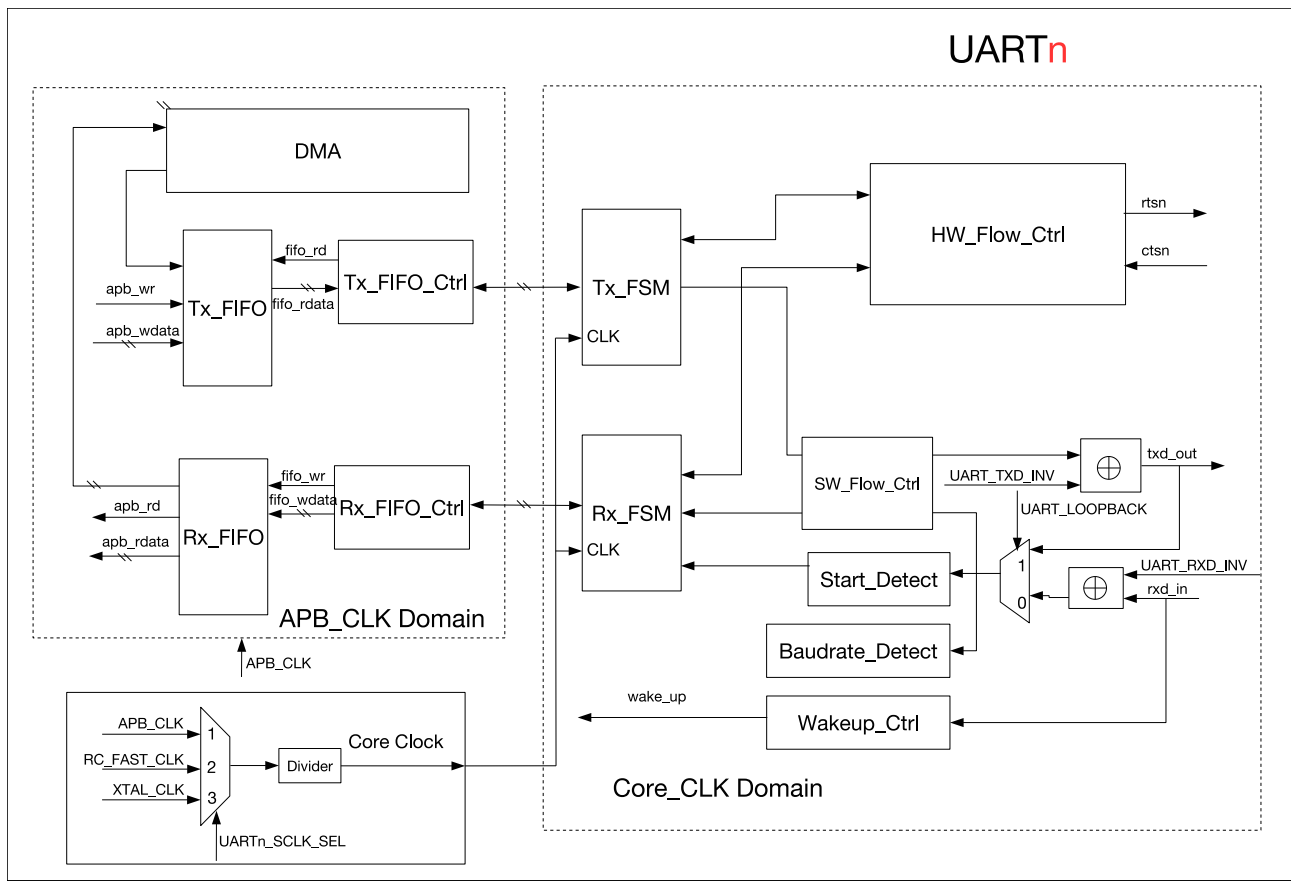 UARTn
DMA
Tx_FIFO
fifo_rd
fifo_rdata
Tx_FIFO_Ctrl
apb_wr
apb_wdata
Tx_FSM
CLK
HW_Flow_Ctrl
rtsn
ctsn
Rx_FIFO
fifo_wr
fifo_wdata
Rx_FIFO_Ctrl
apb_rd
apb_rdata
Rx_FSM
CLK
SW_Flow_Ctrl
UART_TXD_INV
txd_out
UART_LOOPBACK
1
0
UART_RXD_INV
rxd_in
Start_Detect
Baudrate_Detect
Wakeup_Ctrl
wake_up
APB_CLK Domain
APB_CLK
APB_CLK
RC_FAST_CLK
XTAL_CLK
1
2
3
Divider
Core Clock
UARTn_SCLK_SEL
Core_CLK Domain